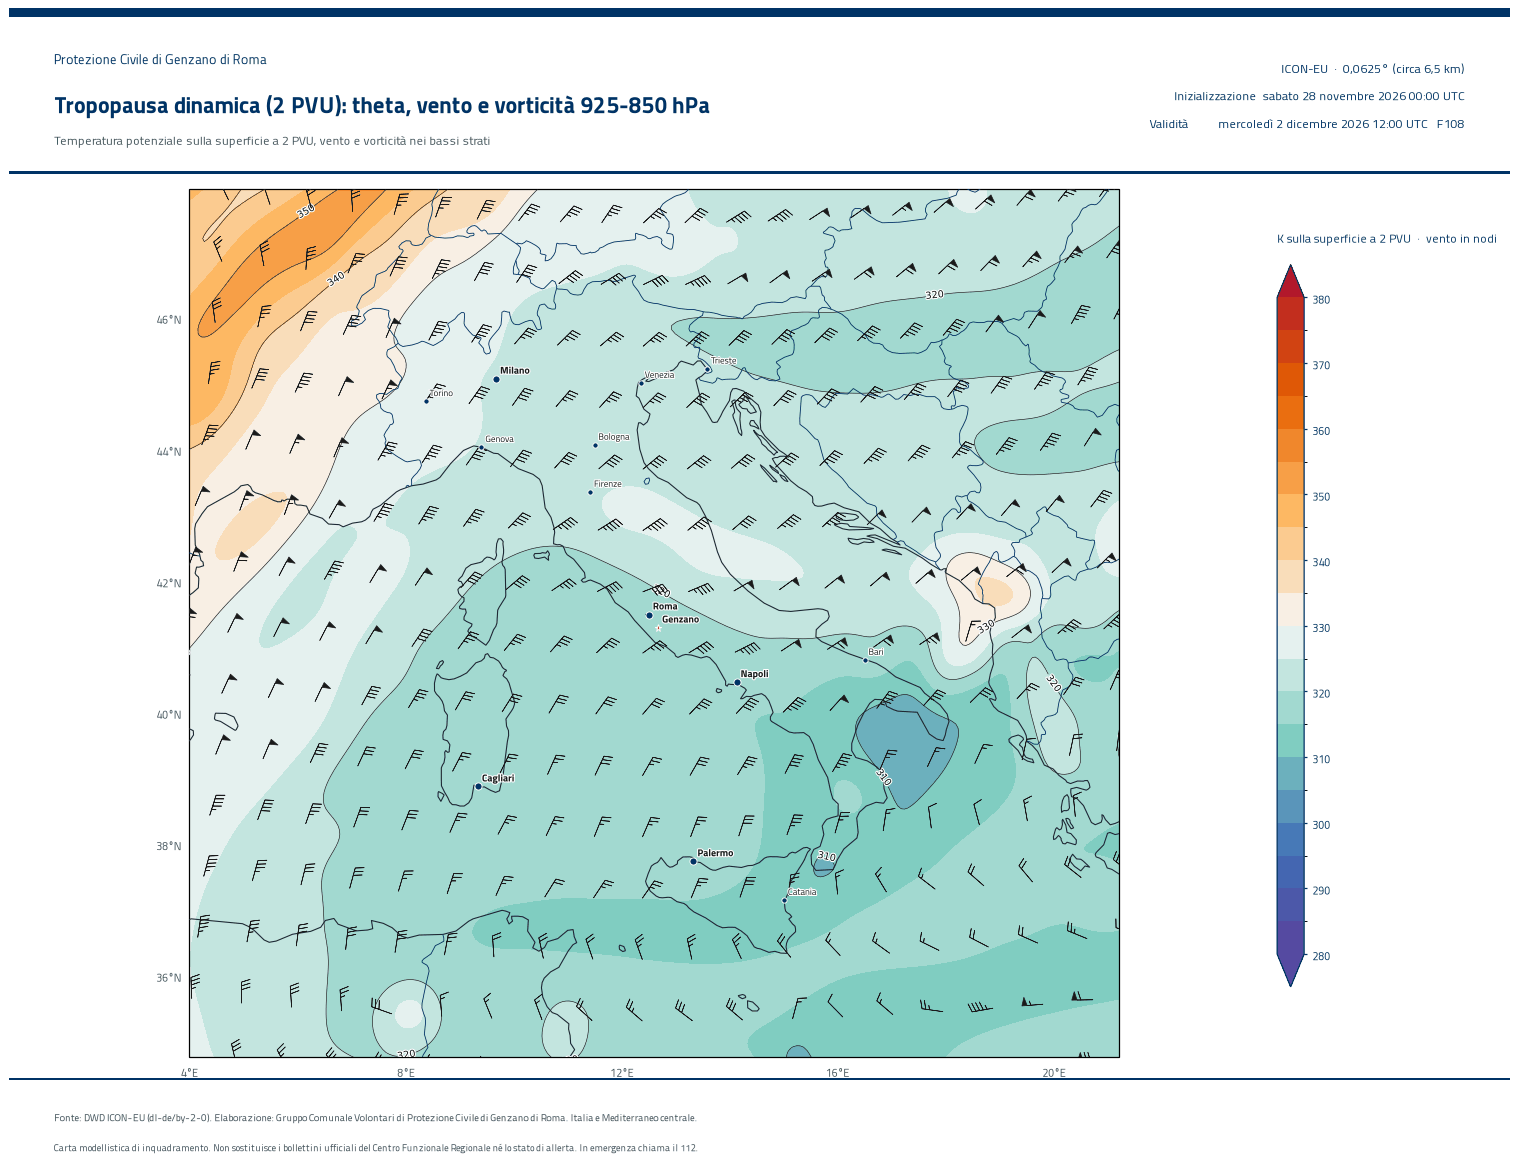 Protezione Civile di Genzano di Roma
Tropopausa dinamica (2 PVU): theta, vento e vorticità 925-850 hPa
Temperatura potenziale sulla superficie a 2 PVU, vento e vorticità nei bassi strati
ICON-EU · 0,0625° (circa 6,5 km)
Inizializzazione sabato 28 novembre 2026 00:00 UTC
Validità mercoledì 2 dicembre 2026 12:00 UTC F108
K sulla superficie a 2 PVU · vento in nodi
380
370
360
350
340
330
320
310
300
290
280
350
340
320
46°N
Trieste
Milano
Venezia
Torino
44°N
Genova
Bologna
Firenze
42°N
320
Roma
Genzano
330
Bari
Napoli
320
40°N
Cagliari
310
38°N
Palermo
310
Catania
36°N
320
4°E
8°E
12°E
16°E
20°E
Fonte: DWD ICON-EU (dl-de/by-2-0). Elaborazione: Gruppo Comunale Volontari di Protezione Civile di Genzano di Roma. Italia e Mediterraneo centrale.
Carta modellistica di inquadramento. Non sostituisce i bollettini ufficiali del Centro Funzionale Regionale né lo stato di allerta. In emergenza chiama il 112.